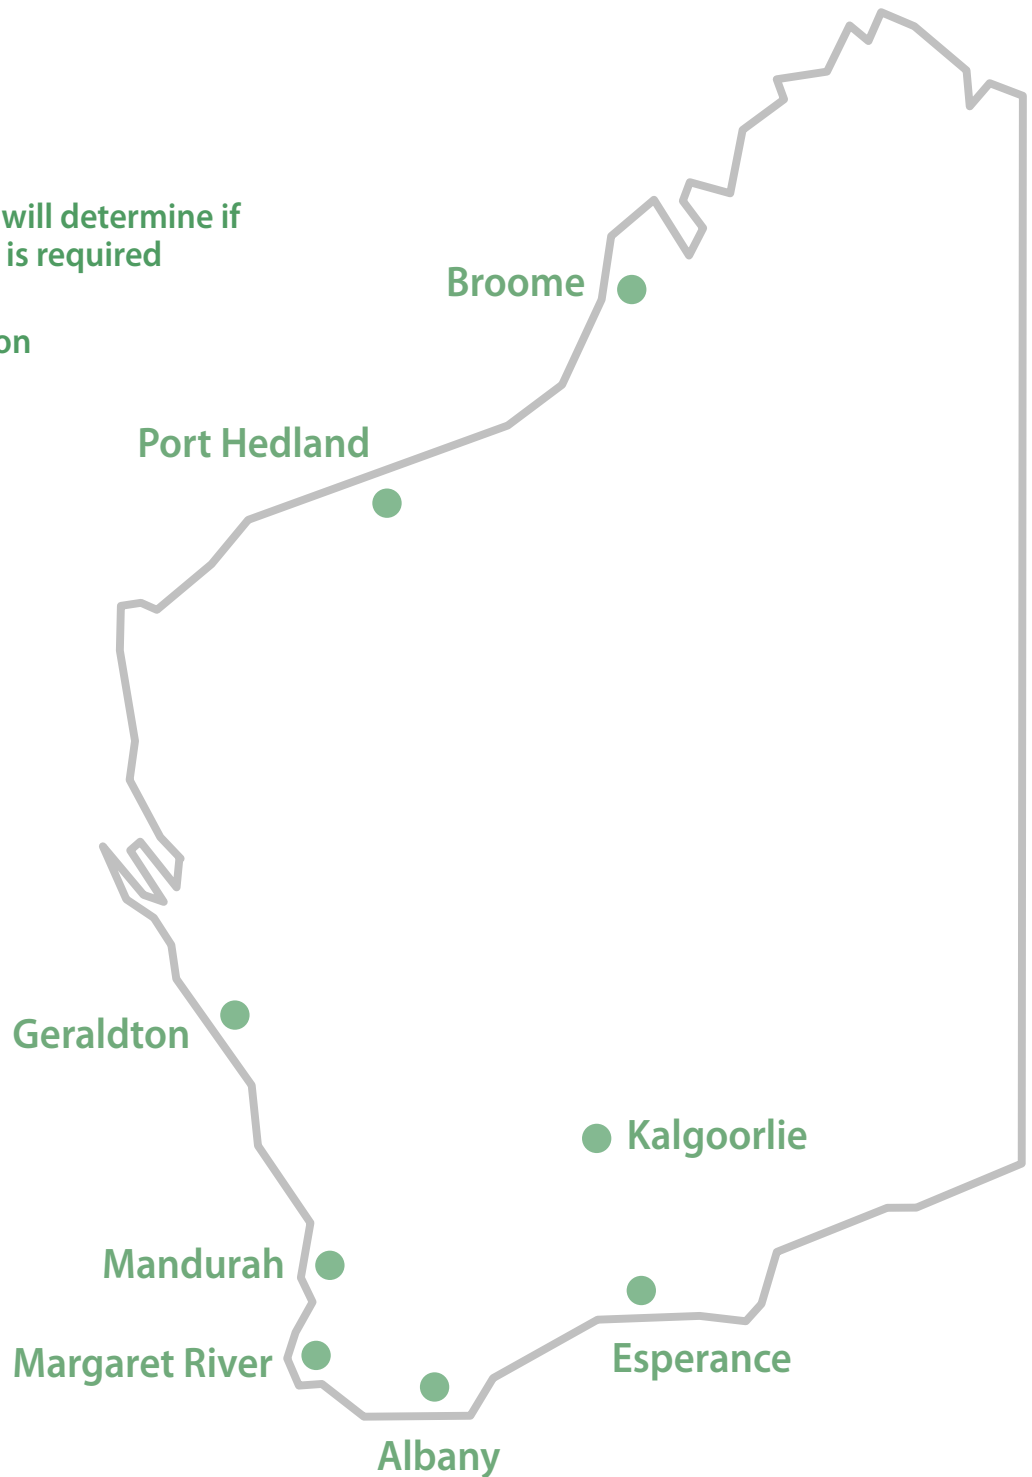 will determine if
is required
on
Broome
Port Hedland
Geraldton
Kalgoorlie
Mandurah
Margaret River
Esperance
Albany